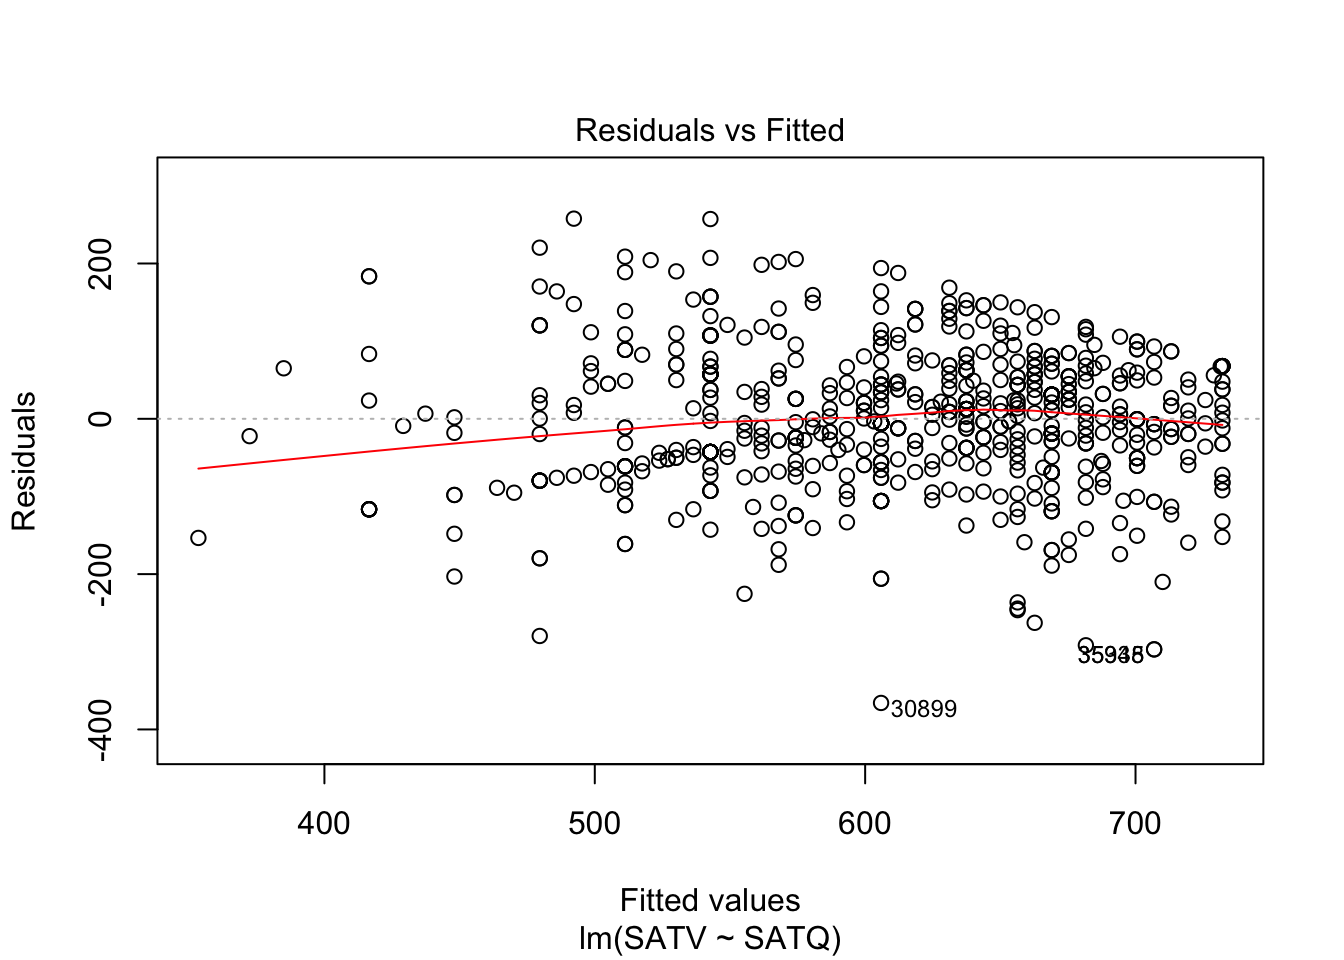 Residuals vs Fitted
Residuals
200
0
-200
-400
30899
400
500
600
700
Fitted values
lm(SATV ~ SATQ)